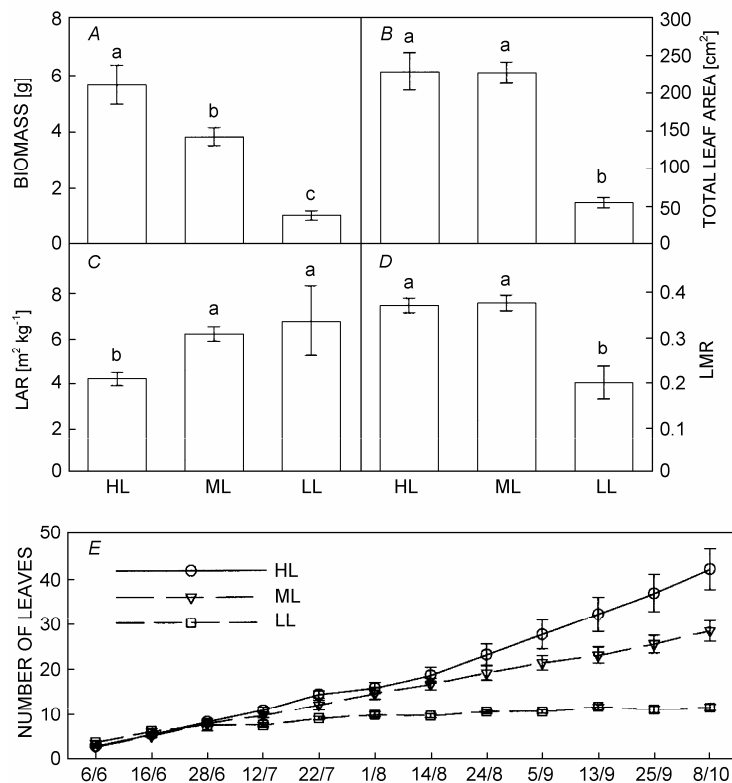 A
BIOMASS [g]
8
6
4
2
0
a
b
c
B
TOTAL LEAF AREA [cm²]
300
250
200
150
100
50
0
a
a
b
C
LAR [m² kg⁻¹]
8
6
4
2
0
b
a
a
HL
ML
LL
D
LMR
0.4
0.3
0.2
0.1
0
a
a
b
HL
ML
LL
E
NUMBER OF LEAVES
50
40
30
20
10
0
HL
ML
LL
6/6 16/6 28/6 12/7 22/7 1/8 14/8 24/8 5/9 13/9 25/9 8/10